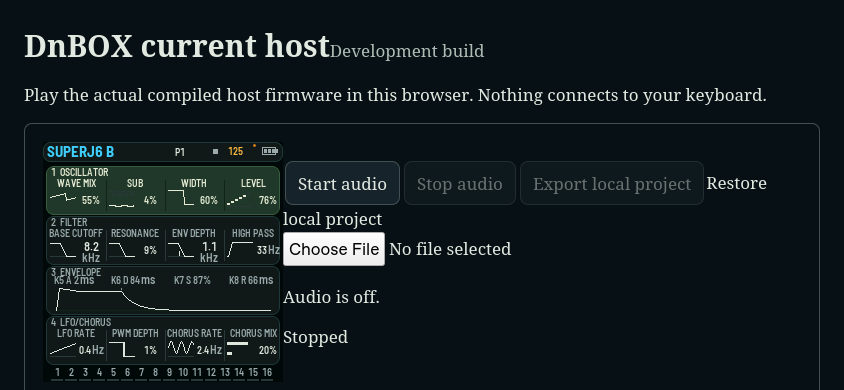 DnBOX current host Development build
Play the actual compiled host firmware in this browser. Nothing connects to your keyboard.
SUPERJ6 B P1 125
1 OSCILLATOR
WAVE MIX SUB WIDTH LEVEL
55% 4% 60% 76%
2 FILTER
BASE CUTOFF RESONANCE ENV DEPTH HIGH PASS
8.2 kHz 9% 1.1 kHz 33Hz
3 ENVELOPE
K5 A 2ms K6 D 84ms K7 S 87% K8 R 66ms
4 LFO/CHORUS
LFO RATE PWM DEPTH CHORUS RATE CHORUS MIX
0.4Hz 1% 2.4Hz 20%
1 2 3 4 5 6 7 8 9 10 11 12 13 14 15 16
Start audio Stop audio Export local project Restore
local project
Choose File No file selected
Audio is off.
Stopped